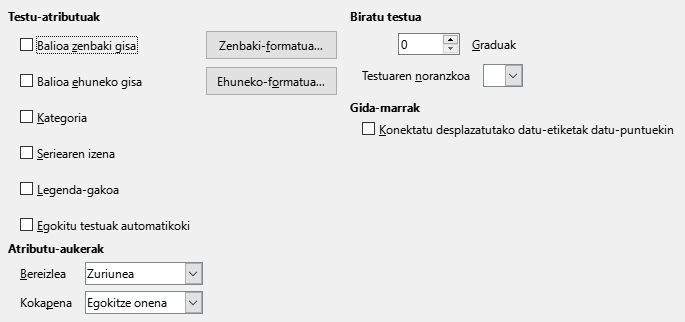 Testu-atributuak
Balioa zenbaki gisa
Zenbaki-formatua...
Balioa ehuneko gisa
Ehuneko-formatua...
Kategoria
Seriearen izena
Legenda-gakoa
Egokitu testuak automatikoki
Atributu-aukerak
Bereizlea Zuriunea
Kokapena Egokitze onena
Biratu testua
0 Graduak
Testuaren noranzkoa
Gida-marrak
Konektatu desplazatutako datu-etiketak datu-puntuekin